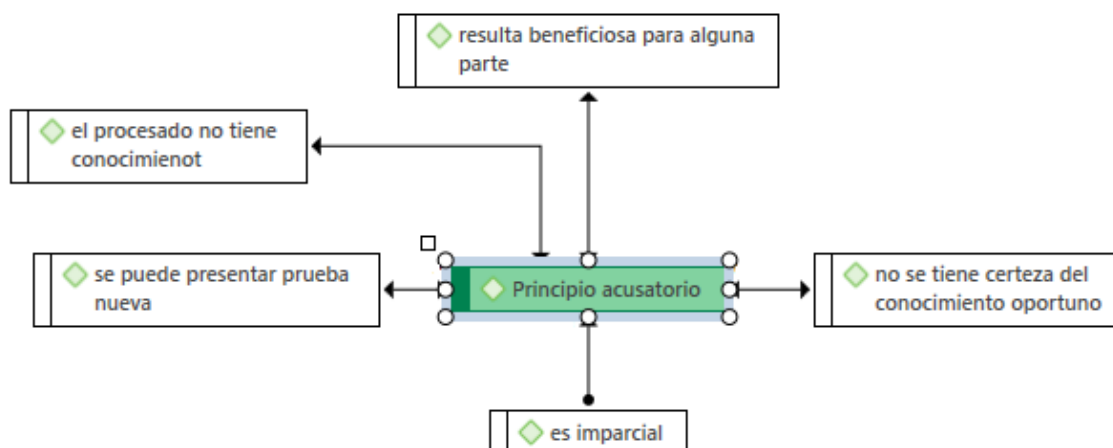 resulta beneficiosa para alguna
parte
el procesado no tiene
conocimienot
se puede presentar prueba
nueva
Principio acusatorio
no se tiene certeza del
conocimiento oportuno
es imparcial